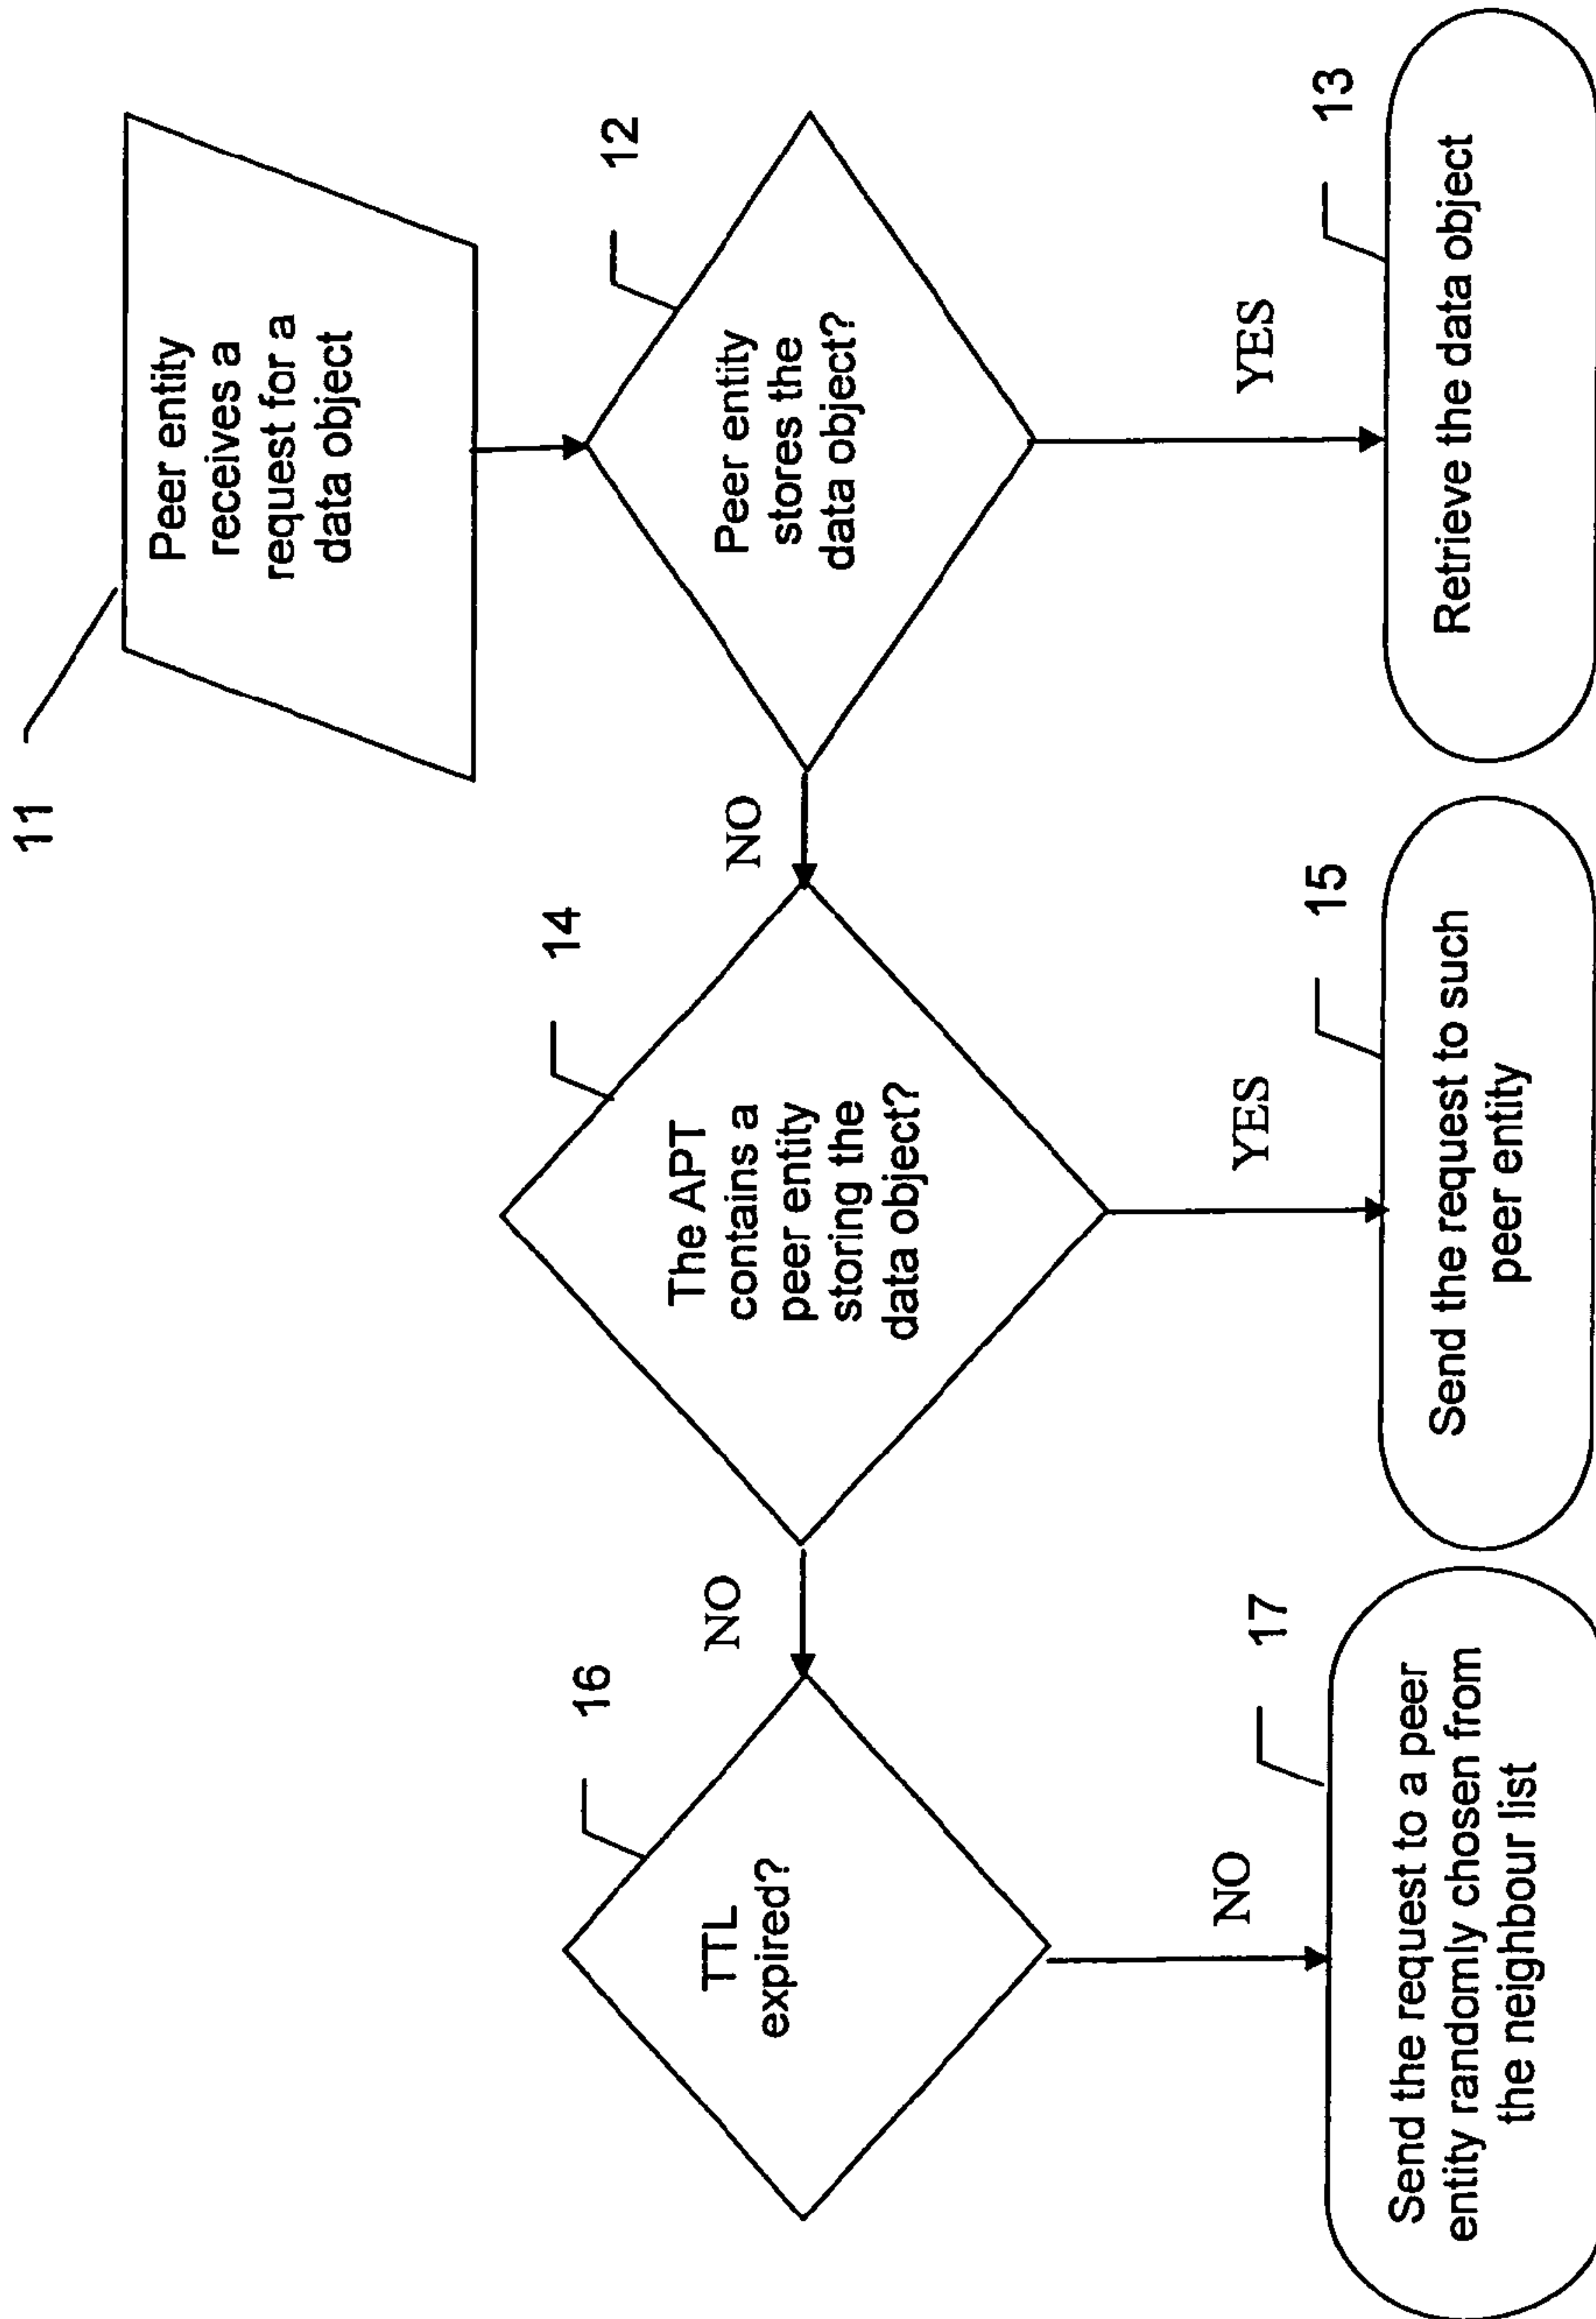 11
Peer entity
receives a
request for a
data object
12
Peer entity
stores the
data object?
YES
13
Retrieve the data object
NO
14
The APT
contains a
peer entity
storing the
data object?
YES
15
Send the request to such
peer entity
NO
16
TTL
expired?
NO
17
Send the request to a peer
entity randomly chosen from
the neighbour list